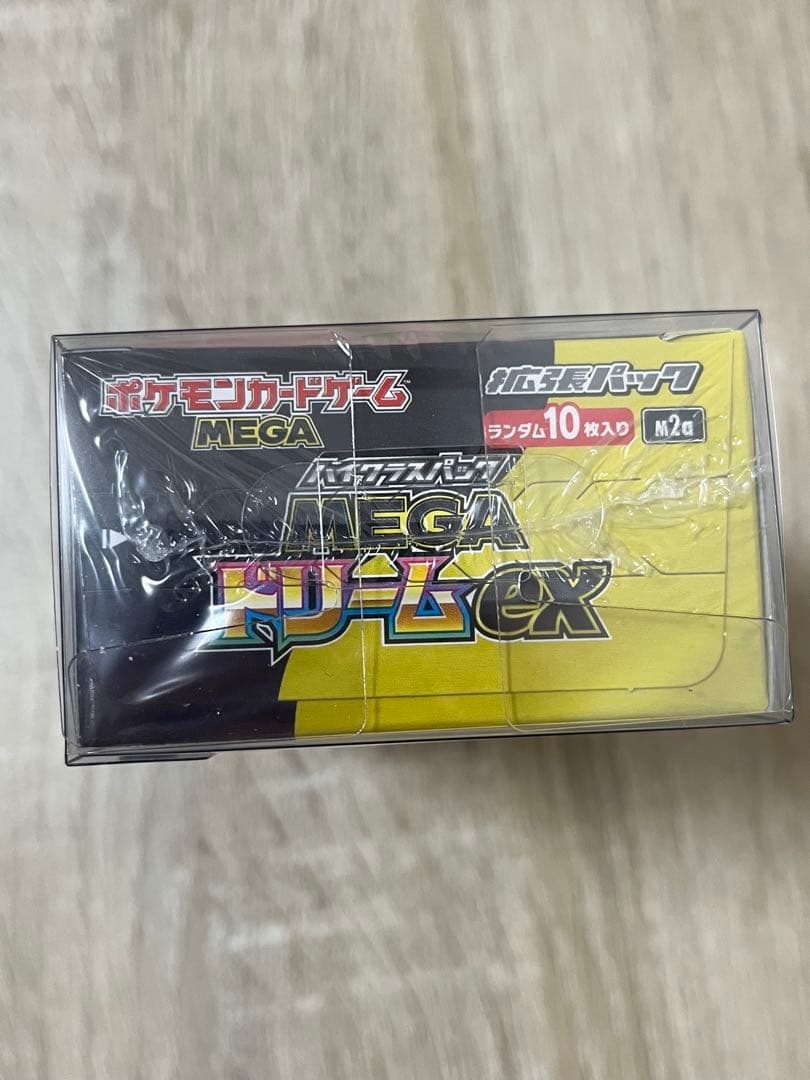 ポケモンカードゲーム™
MEGA
拡張パック
ランダム10枚入り
M2a
ハイクラスパック
MEGA
ドリームex